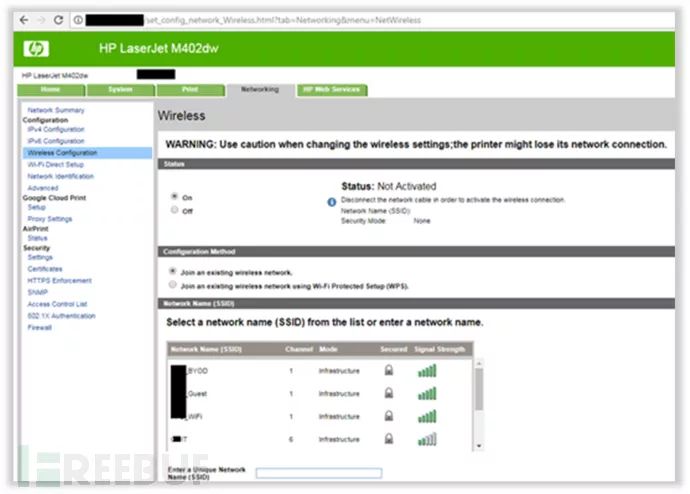 set_config_network_Wireless.html?tab=Networking&menu=NetWireless
hp HP LaserJet M402dw
HP LaserJet M402dw
Home System Print Networking HP Web Services
Network Summary
Configuration
IPv4 Configuration
IPv6 Configuration
Wireless Configuration
Wi-Fi Direct Setup
Network Identification
Advanced
Google Cloud Print
Setup
Proxy Settings
AirPrint
Status
Security
Settings
Certificates
HTTPS Enforcement
SNMP
Access Control List
802.1X Authentication
Firewall
Wireless
WARNING: Use caution when changing the wireless settings;the printer might lose its network connection.
Status
On
Off
Status: Not Activated
Disconnect the network cable in order to activate the wireless connection.
Network Name (SSID)
Security Mode: None
Configuration Method
Join an existing wireless network.
Join an existing wireless network using Wi-Fi Protected Setup (WPS).
Network Name (SSID)
Select a network name (SSID) from the list or enter a network name.
Network Name (SSID) Channel Mode Secured Signal Strength
_BYOD 1 Infrastructure
_Guest 1 Infrastructure
_WiFi 1 Infrastructure
IT 6 Infrastructure
Enter a Unique Network
Name (SSID)
FREEBUF